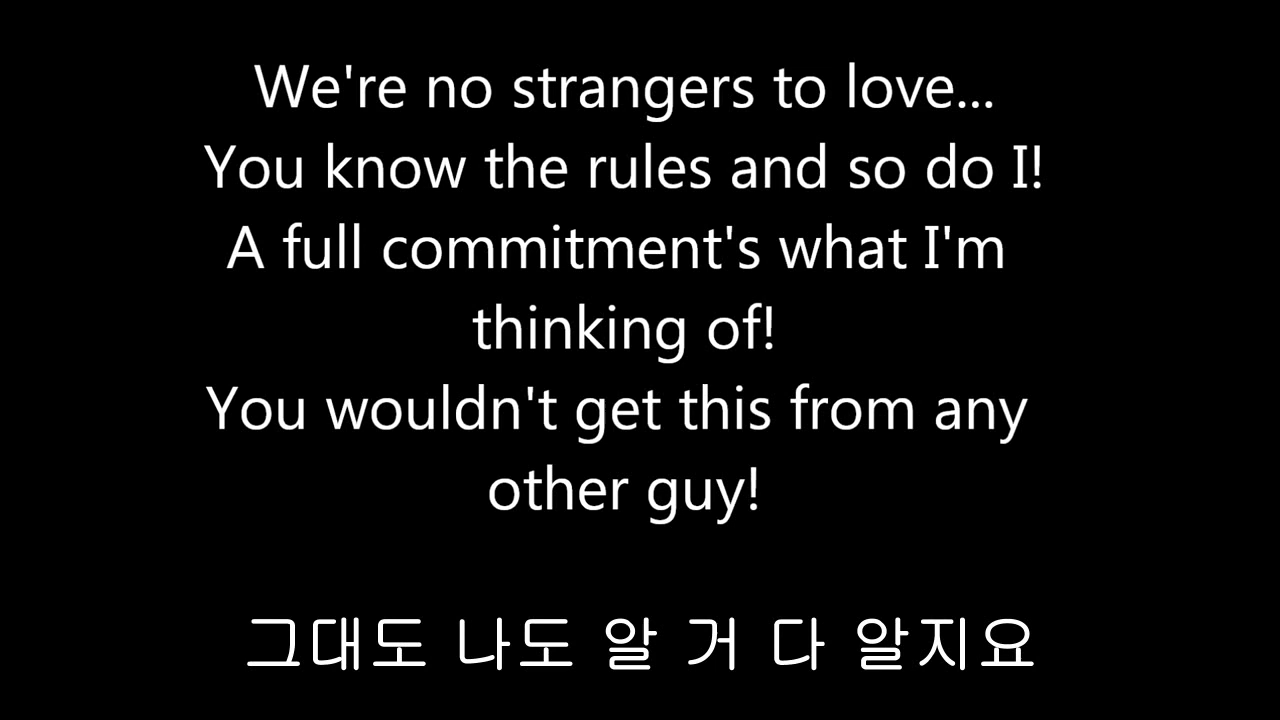 We're no strangers to love...
You know the rules and so do I!
A full commitment's what I'm
thinking of!
You wouldn't get this from any
other guy!
그대도 나도 알 거 다 알지요